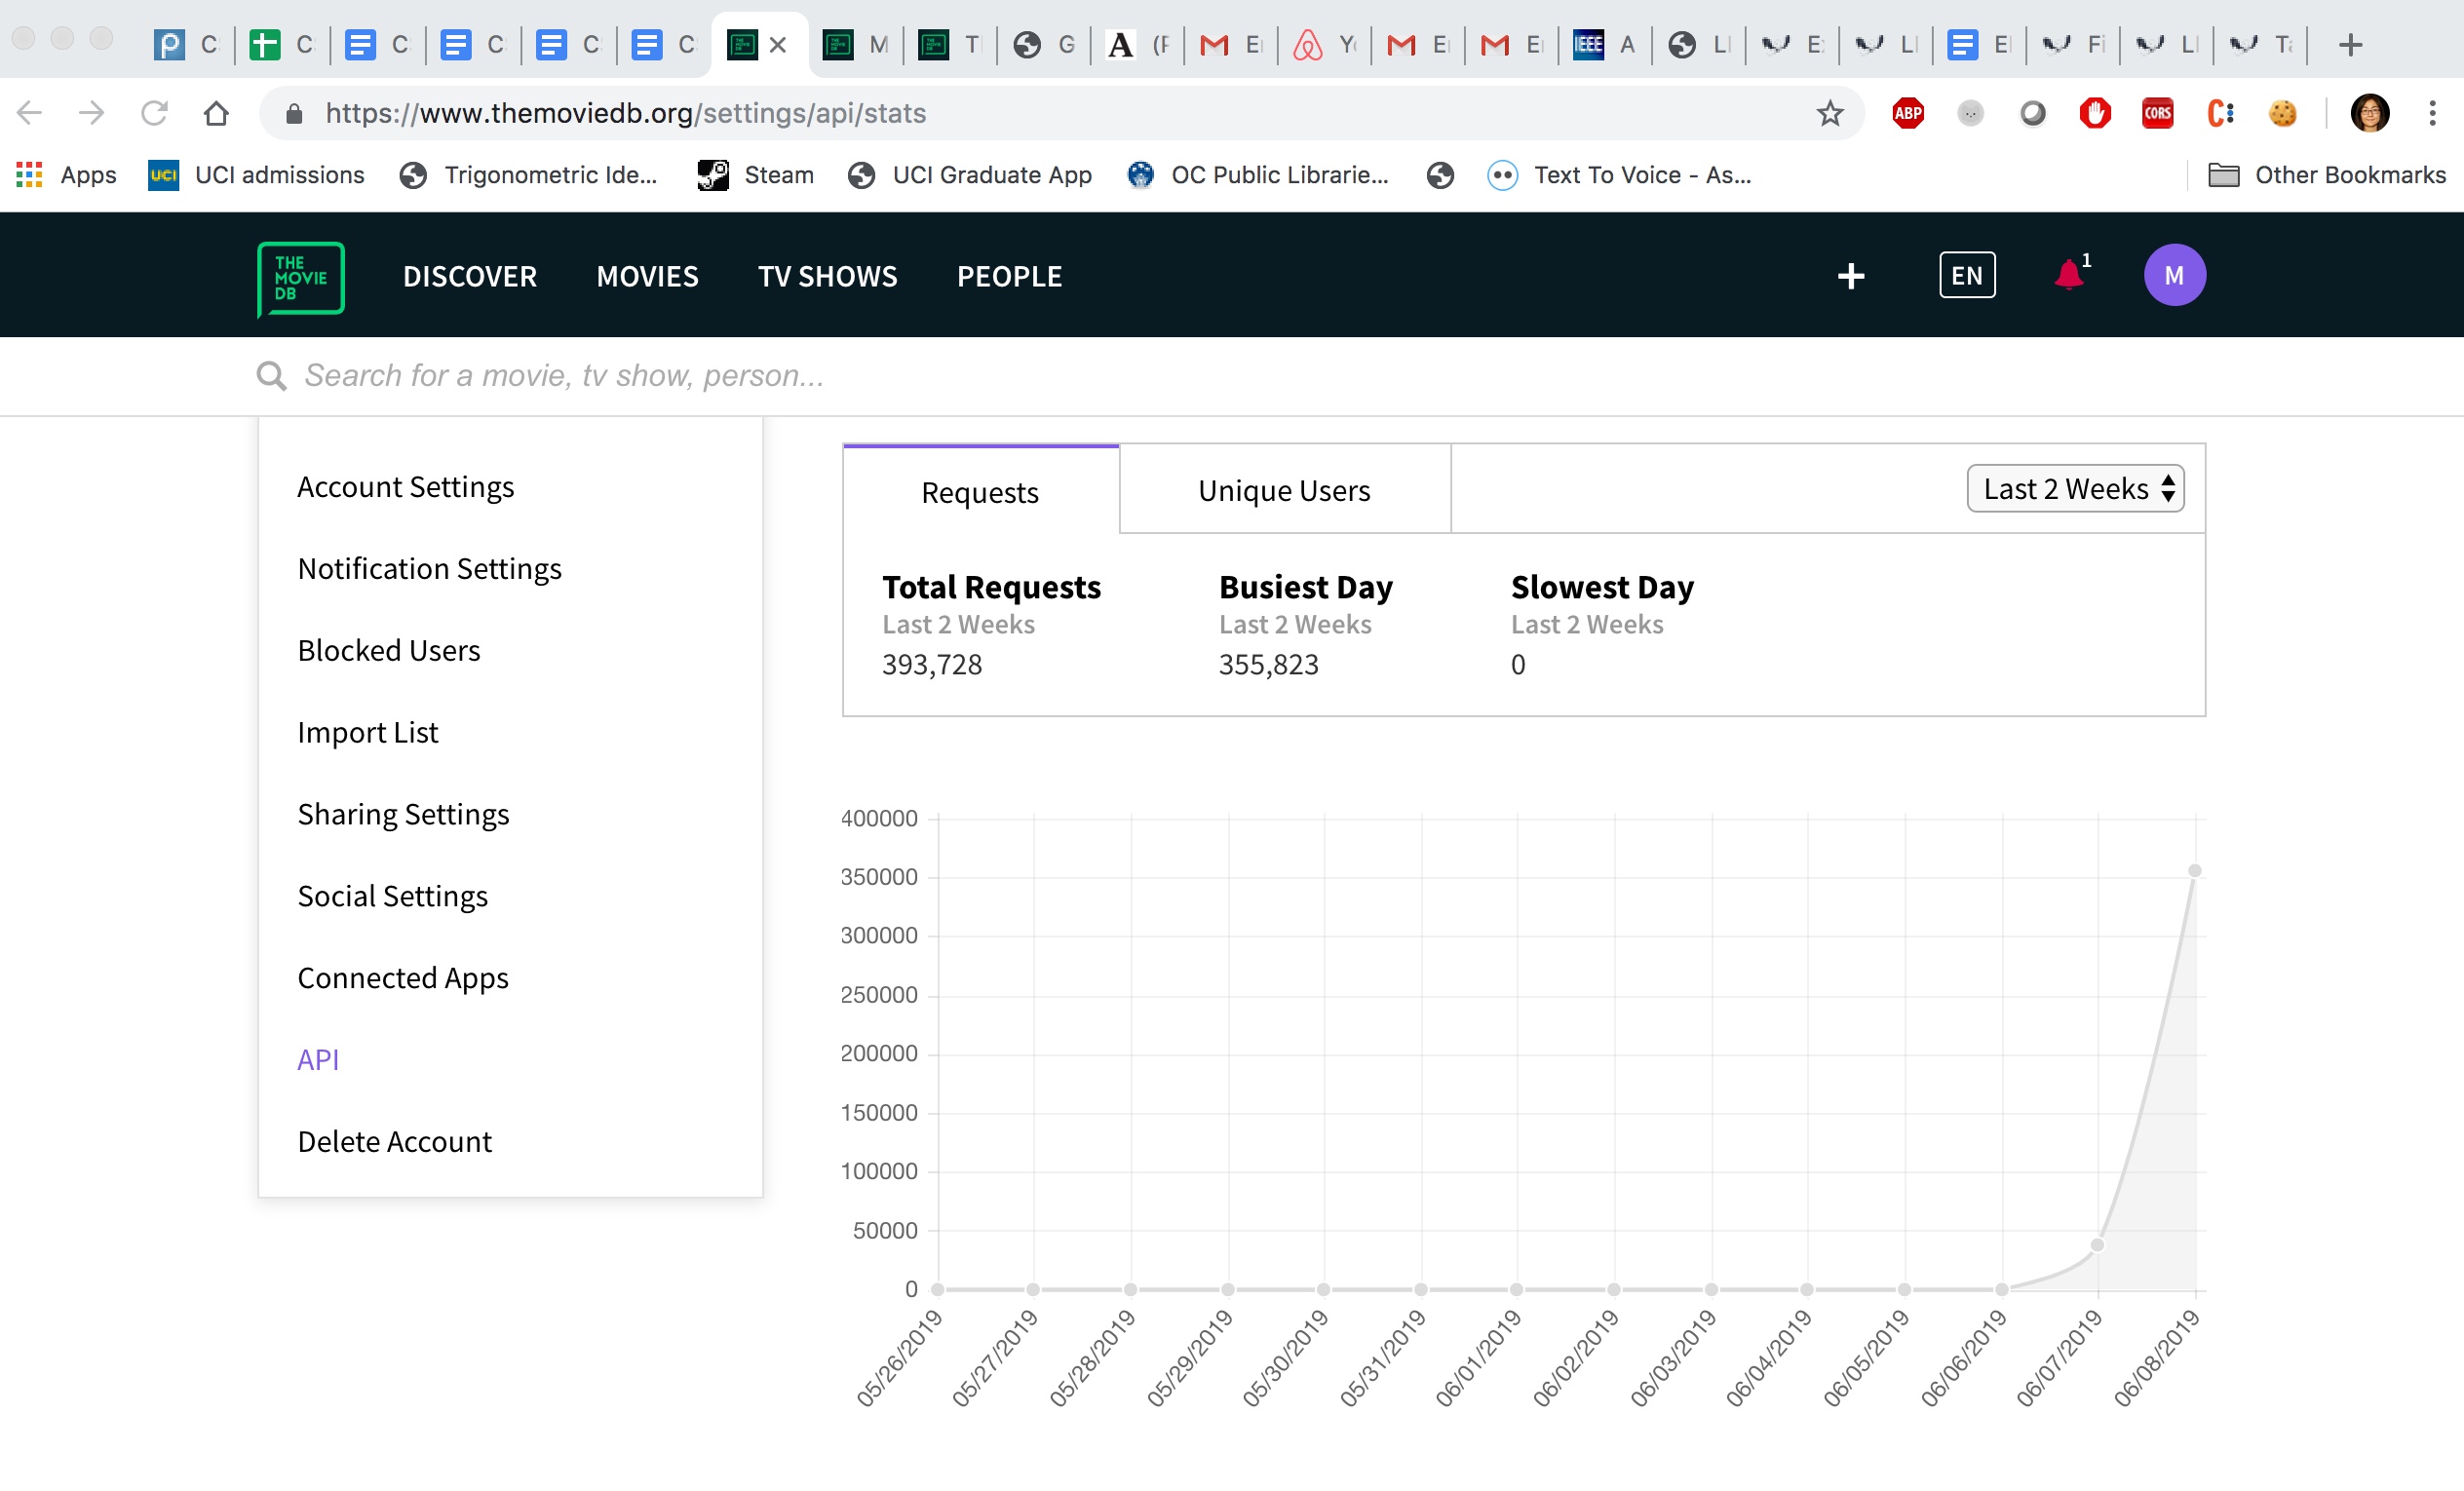 C C C C C C M T G A (F E Y E E IEEE A L E L E F L T
https://www.themoviedb.org/settings/api/stats
ABP CORS C:
Apps UCI UCI admissions Trigonometric Ide... Steam UCI Graduate App OC Public Librarie... Text To Voice - As... Other Bookmarks
THE
MOVIE
DB
DISCOVER MOVIES TV SHOWS PEOPLE + EN 1 M
Search for a movie, tv show, person...
Account Settings
Notification Settings
Blocked Users
Import List
Sharing Settings
Social Settings
Connected Apps
API
Delete Account
Requests Unique Users Last 2 Weeks
Total Requests Busiest Day Slowest Day
Last 2 Weeks Last 2 Weeks Last 2 Weeks
393,728 355,823 0
400000
350000
300000
250000
200000
150000
100000
50000
0
05/26/2019 05/27/2019 05/28/2019 05/29/2019 05/30/2019 05/31/2019 06/01/2019 06/02/2019 06/03/2019 06/04/2019 06/05/2019 06/06/2019 06/07/2019 06/08/2019